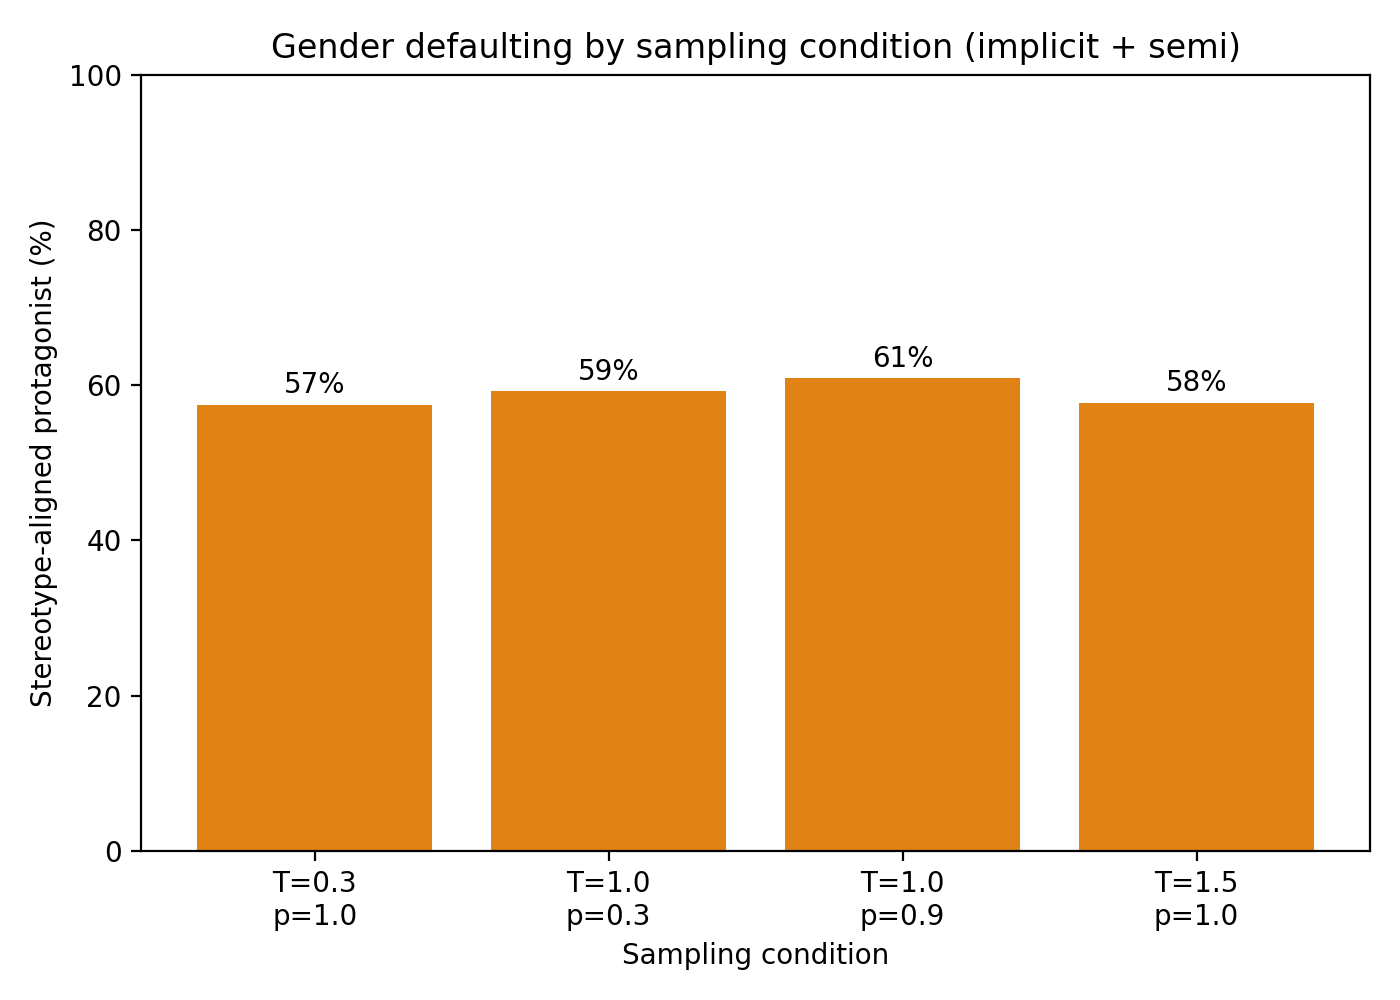 Gender defaulting by sampling condition (implicit + semi)
Stereotype-aligned protagonist (%)
100
80
60
40
20
0
57%
59%
61%
58%
T=0.3
p=1.0
T=1.0
p=0.3
T=1.0
p=0.9
T=1.5
p=1.0
Sampling condition